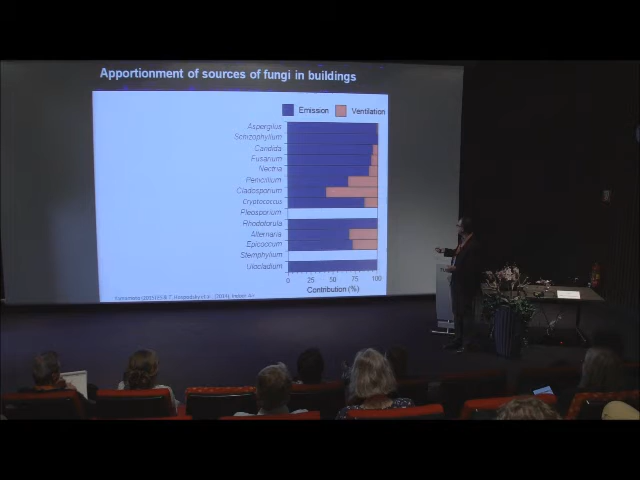 Apportionment of sources of fungi in buildings
Emission Ventilation
Aspergillus
Schizophyllum
Candida
Fusarium
Nectria
Penicillium
Cladosporium
Cryptococcus
Pleosporium
Rhodotorula
Alternaria
Epicoccum
Stemphylium
Ulocladium
0 25 50 75 100
Contribution (%)